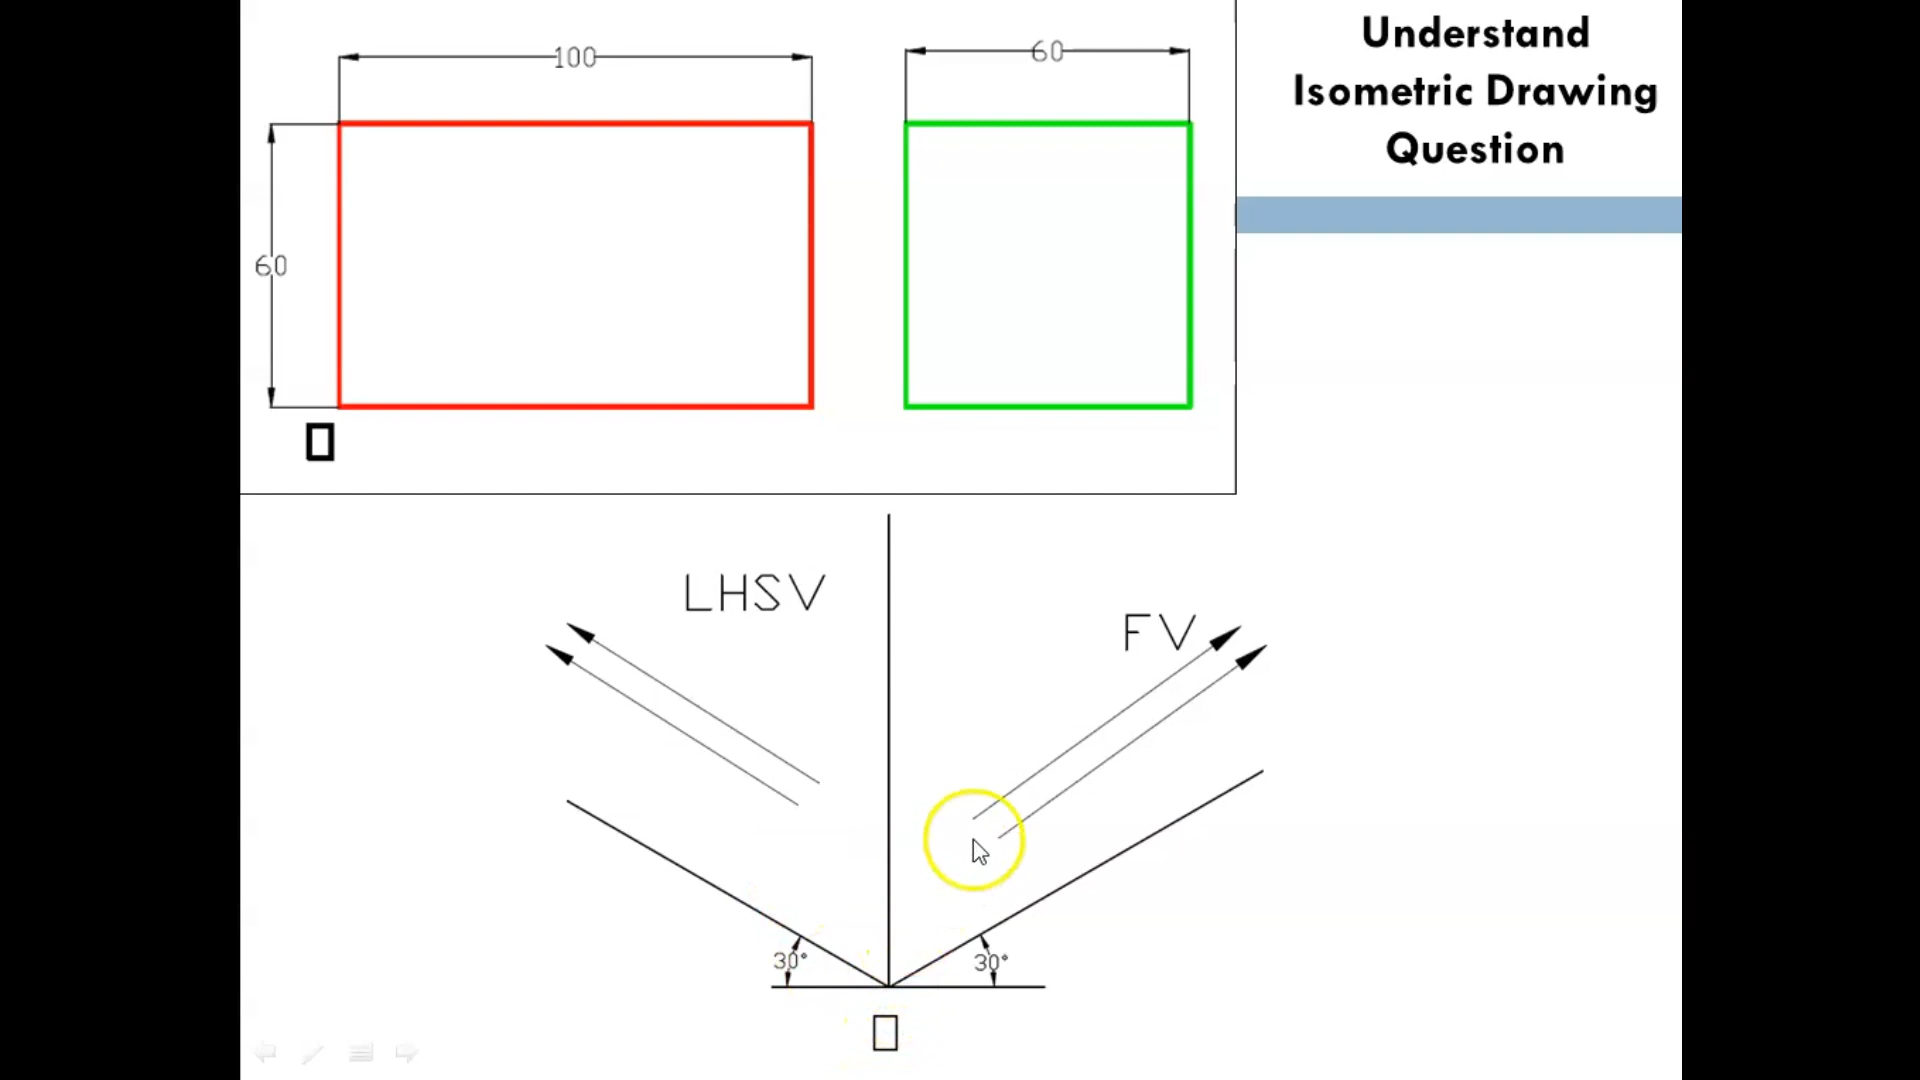 Understand
Isometric Drawing
Question
100
60
60
O
LHSV
FV
30°
30°
O